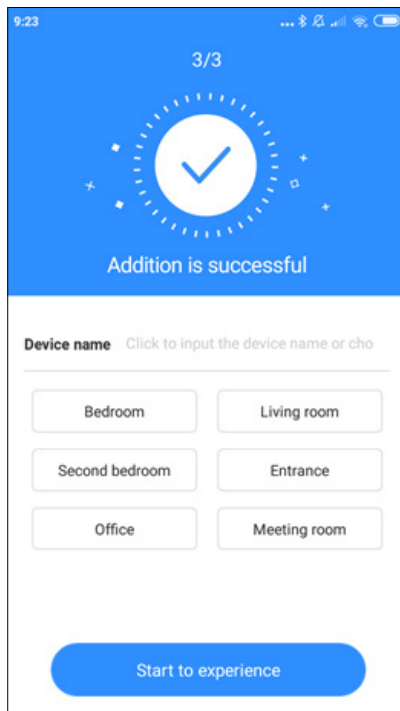 9:23
3/3
Addition is successful
Device name Click to input the device name or cho
Bedroom Living room
Second bedroom Entrance
Office Meeting room
Start to experience